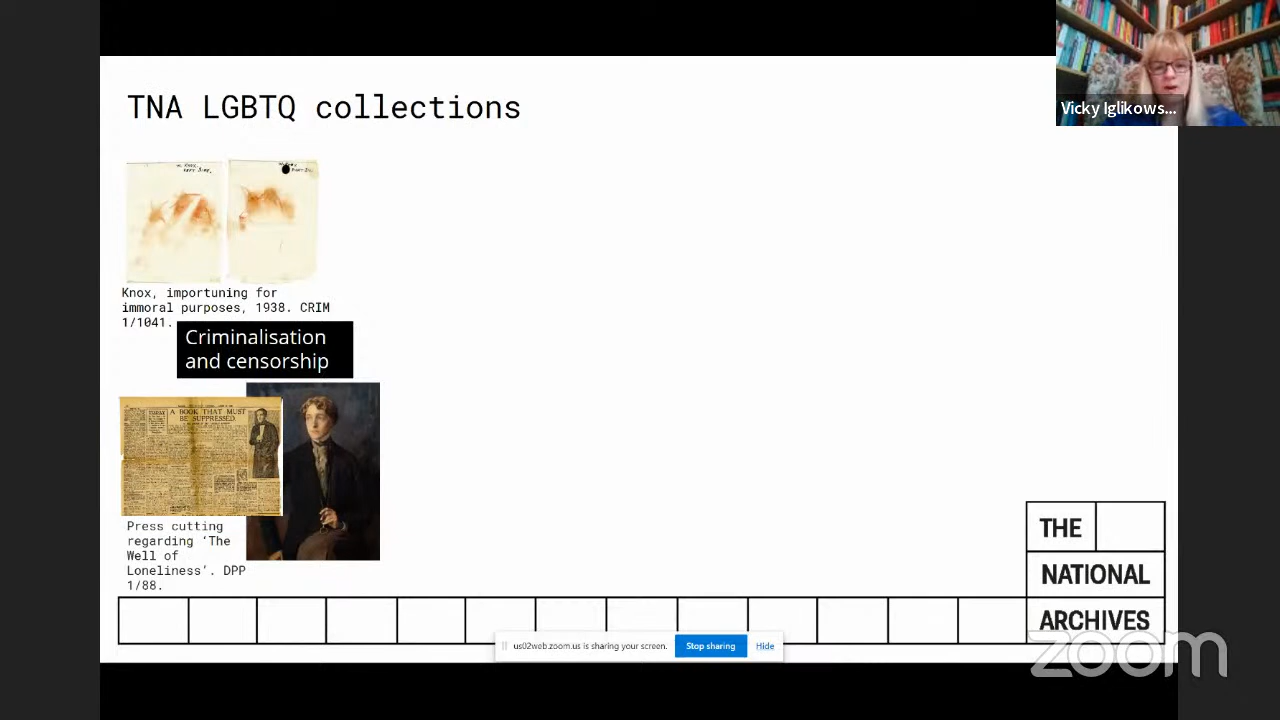 TNA LGBTQ collections
Vicky Iglikows...
Knox, importuning for
immoral purposes, 1938. CRIM
1/1041.
Criminalisation
and censorship
A BOOK THAT MUST
BE SUPPRESSED.
Press cutting
regarding ‘The
Well of
Loneliness’. DPP
1/88.
THE
NATIONAL
ARCHIVES
us02web.zoom.us is sharing your screen.
Stop sharing
Hide
zoom